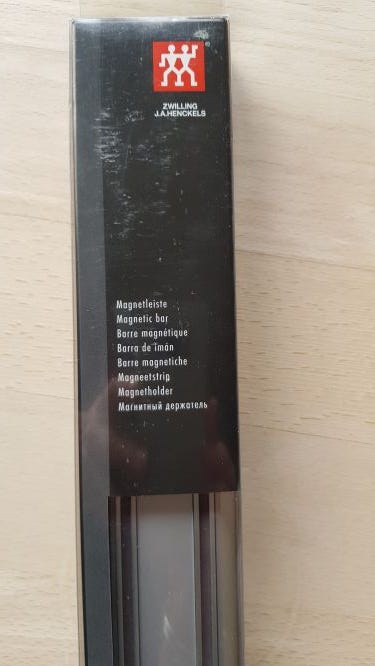 ZWILLING
J.A.HENCKELS
Magnetleiste
Magnetic bar
Barre magnétique
Barra de imán
Barre magnetiche
Magneetstrip
Magnetholder
Магнитный держатель